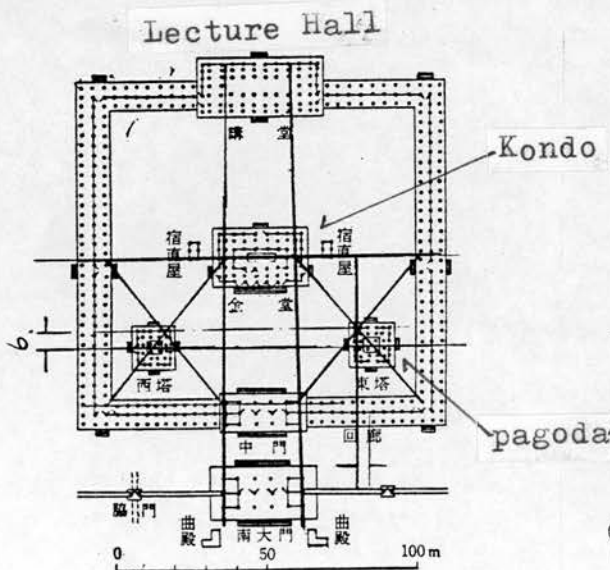 Lecture Hall
講堂
Kondo
宿直屋
宿直屋
金堂
6.
西塔
東塔
pagodas
中門
回廊
脇門
曲殿
南大門
曲殿
0 50 100m